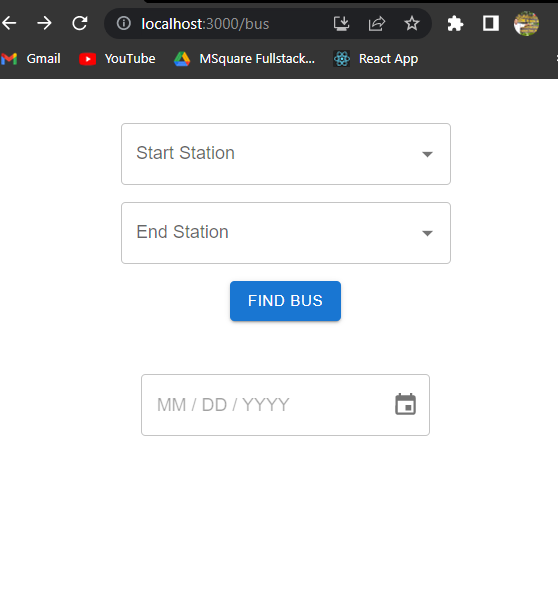 localhost:3000/bus
Gmail YouTube MSquare Fullstack... React App
Start Station
End Station
FIND BUS
MM / DD / YYYY